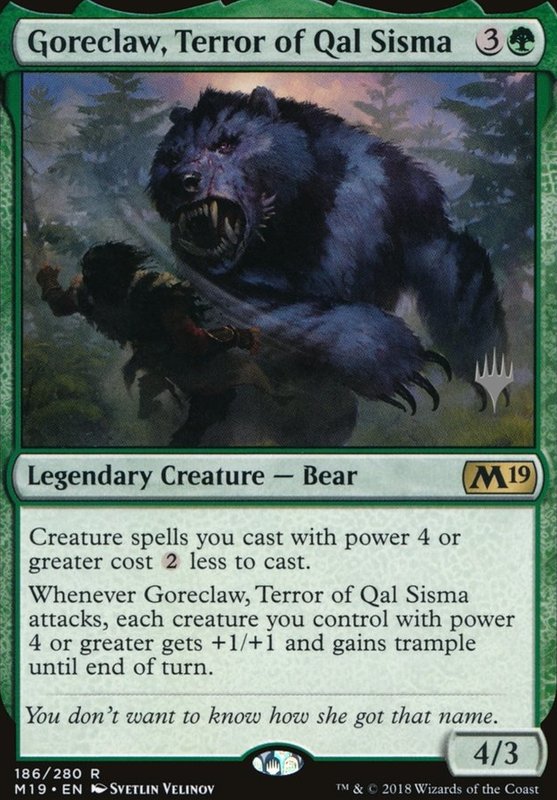 Goreclaw, Terror of Qal Sisma 3
Legendary Creature — Bear M19
Creature spells you cast with power 4 or
greater cost 2 less to cast.
Whenever Goreclaw, Terror of Qal Sisma
attacks, each creature you control with power
4 or greater gets +1/+1 and gains trample
until end of turn.
You don't want to know how she got that name.
4/3
186/280 R
M19 • EN Svetlin Velinov ™ & © 2018 Wizards of the Coast